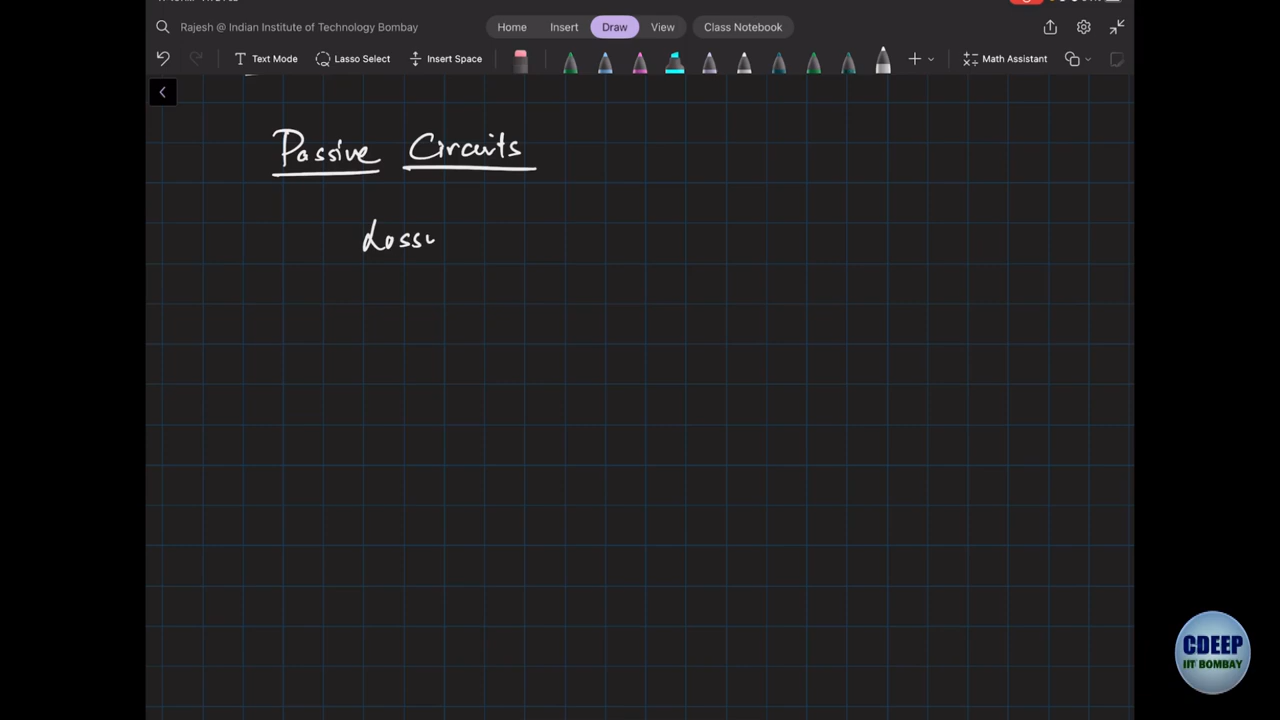 Rajesh @ Indian Institute of Technology Bombay Home Insert Draw View Class Notebook
Text Mode Lasso Select Insert Space Math Assistant
Passive Circuits
Loss
CDEEP
IIT BOMBAY